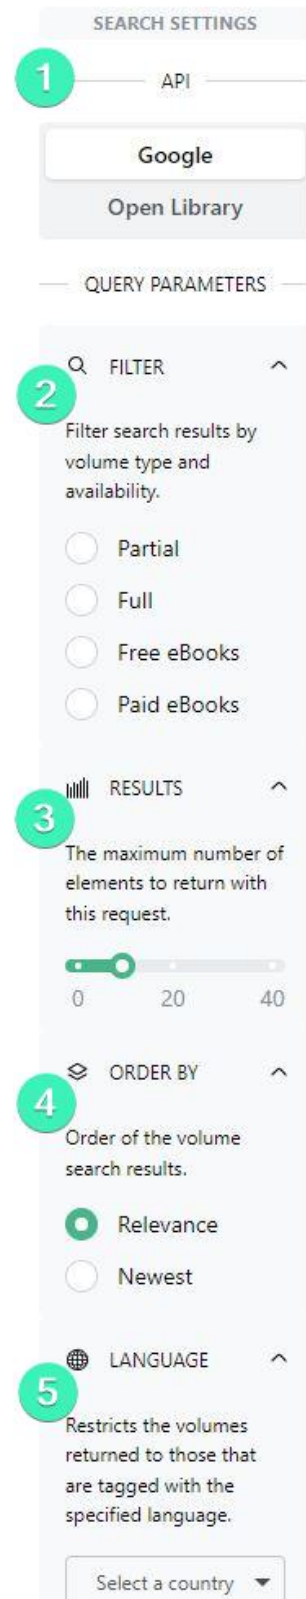 SEARCH SETTINGS
1
API
Google
Open Library
QUERY PARAMETERS
FILTER
2
Filter search results by
volume type and
availability.
Partial
Full
Free eBooks
Paid eBooks
RESULTS
3
The maximum number of
elements to return with
this request.
0 20 40
ORDER BY
4
Order of the volume
search results.
Relevance
Newest
LANGUAGE
5
Restricts the volumes
returned to those that
are tagged with the
specified language.
Select a country